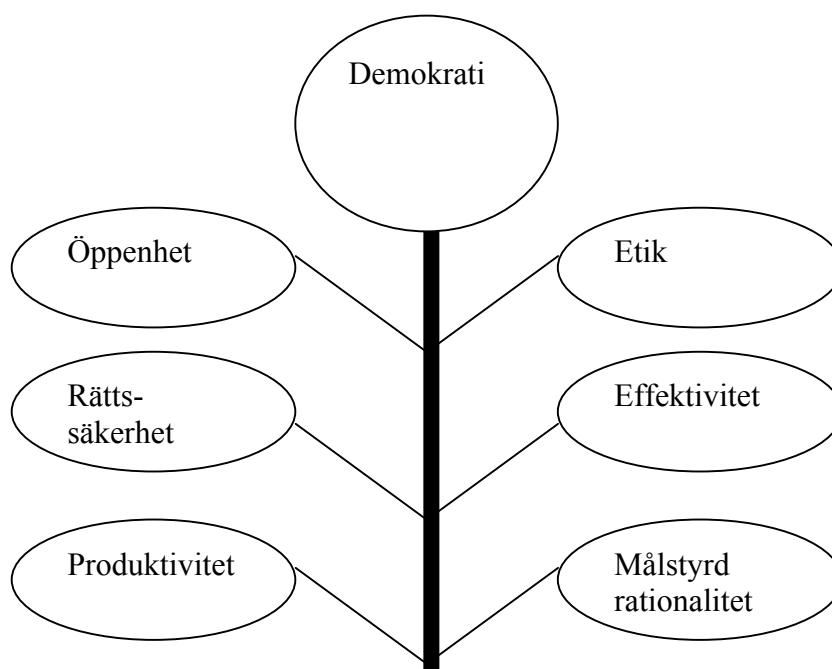 Demokrati
Öppenhet
Etik
Rätts-
säkerhet
Effektivitet
Produktivitet
Målstyrd
rationalitet